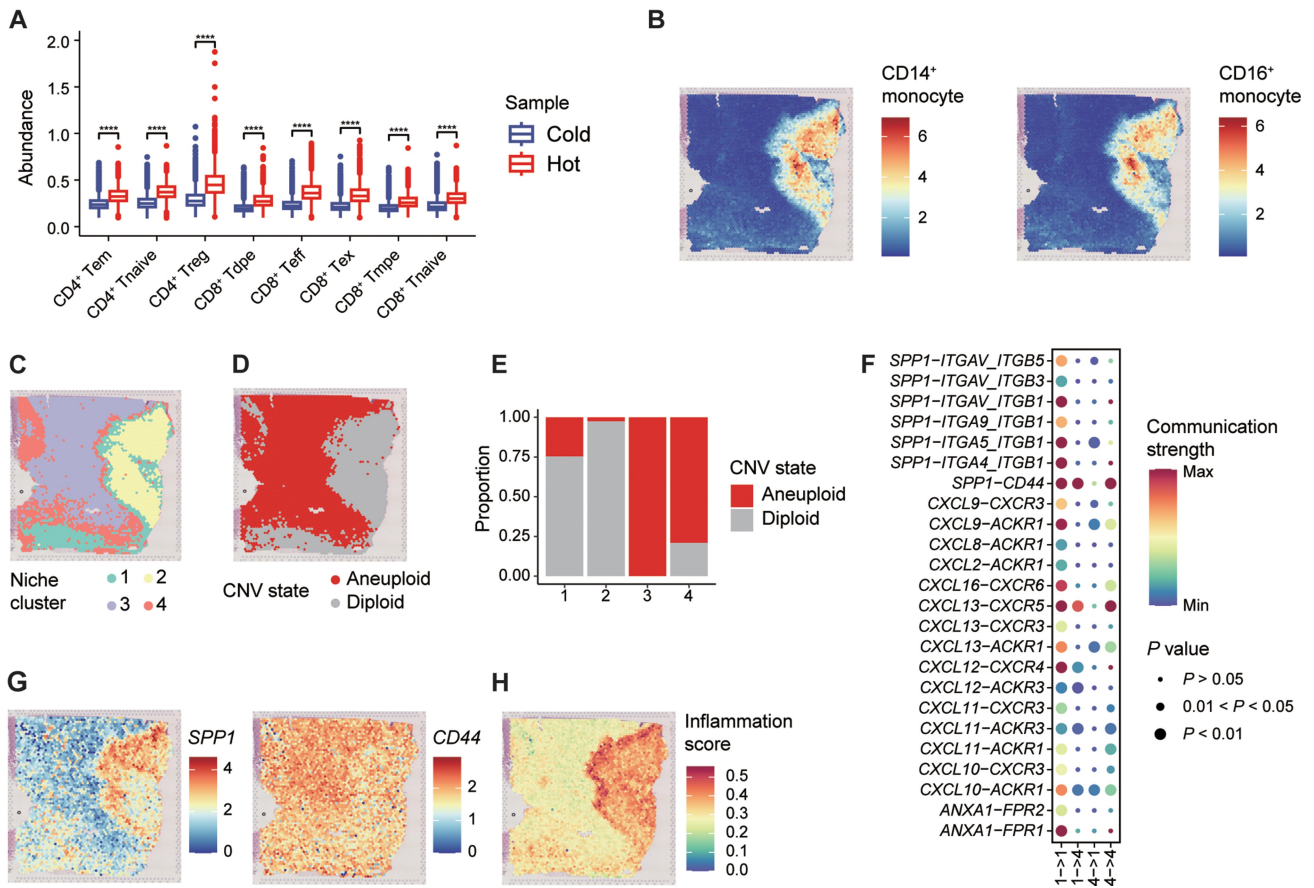 A
Abundance
2.0
1.5
1.0
0.5
0.0
****
****
****
****
****
****
****
****
CD4⁺ Tem
CD4⁺ Tnaive
CD4⁺ Treg
CD8⁺ Tdpe
CD8⁺ Teff
CD8⁺ Tex
CD8⁺ Tmpe
CD8⁺ Tnaive
Sample
Cold
Hot
B
CD14⁺
monocyte
6
4
2
CD16⁺
monocyte
6
4
2
C
Niche
cluster
1
2
3
4
D
CNV state
Aneuploid
Diploid
E
Proportion
1.00
0.75
0.50
0.25
0.00
1 2 3 4
CNV state
Aneuploid
Diploid
F
SPP1−ITGAV_ITGB5
SPP1−ITGAV_ITGB3
SPP1−ITGAV_ITGB1
SPP1−ITGA9_ITGB1
SPP1−ITGA5_ITGB1
SPP1−ITGA4_ITGB1
SPP1−CD44
CXCL9−CXCR3
CXCL9−ACKR1
CXCL8−ACKR1
CXCL2−ACKR1
CXCL16−CXCR6
CXCL13−CXCR5
CXCL13−CXCR3
CXCL13−ACKR1
CXCL12−CXCR4
CXCL12−ACKR3
CXCL11−CXCR3
CXCL11−ACKR3
CXCL11−ACKR1
CXCL10−CXCR3
CXCL10−ACKR1
ANXA1−FPR2
ANXA1−FPR1
1−>1
1−>4
4−>1
4−>4
Communication
strength
Max
Min
P value
P > 0.05
0.01 < P < 0.05
P < 0.01
G
SPP1
4
2
0
CD44
2
1
0
H
Inflammation
score
0.5
0.4
0.3
0.2
0.1
0.0